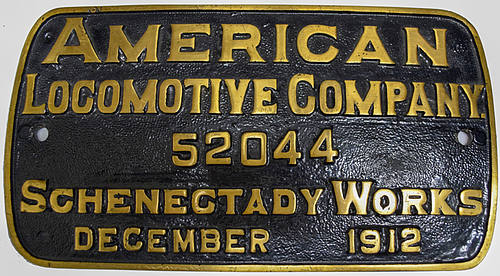 AMERICAN
LOCOMOTIVE COMPANY.
52044
SCHENECTADY WORKS
DECEMBER 1912